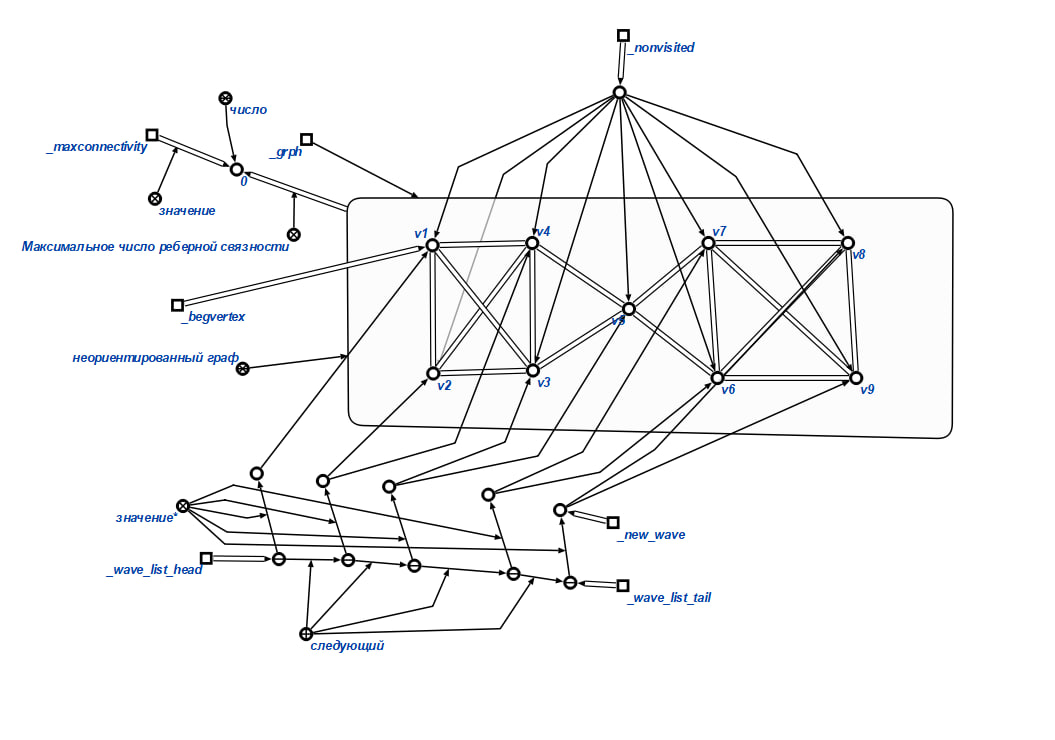 _nonvisited
число
_maxconnectivity
_grph
0
значение
v1
v4
v7
Максимальное число реберной связности
v8
_begvertex
v5
неориентированный граф
v2
v3
v6
v9
значение*
_new_wave
_wave_list_head
_wave_list_tail
следующий